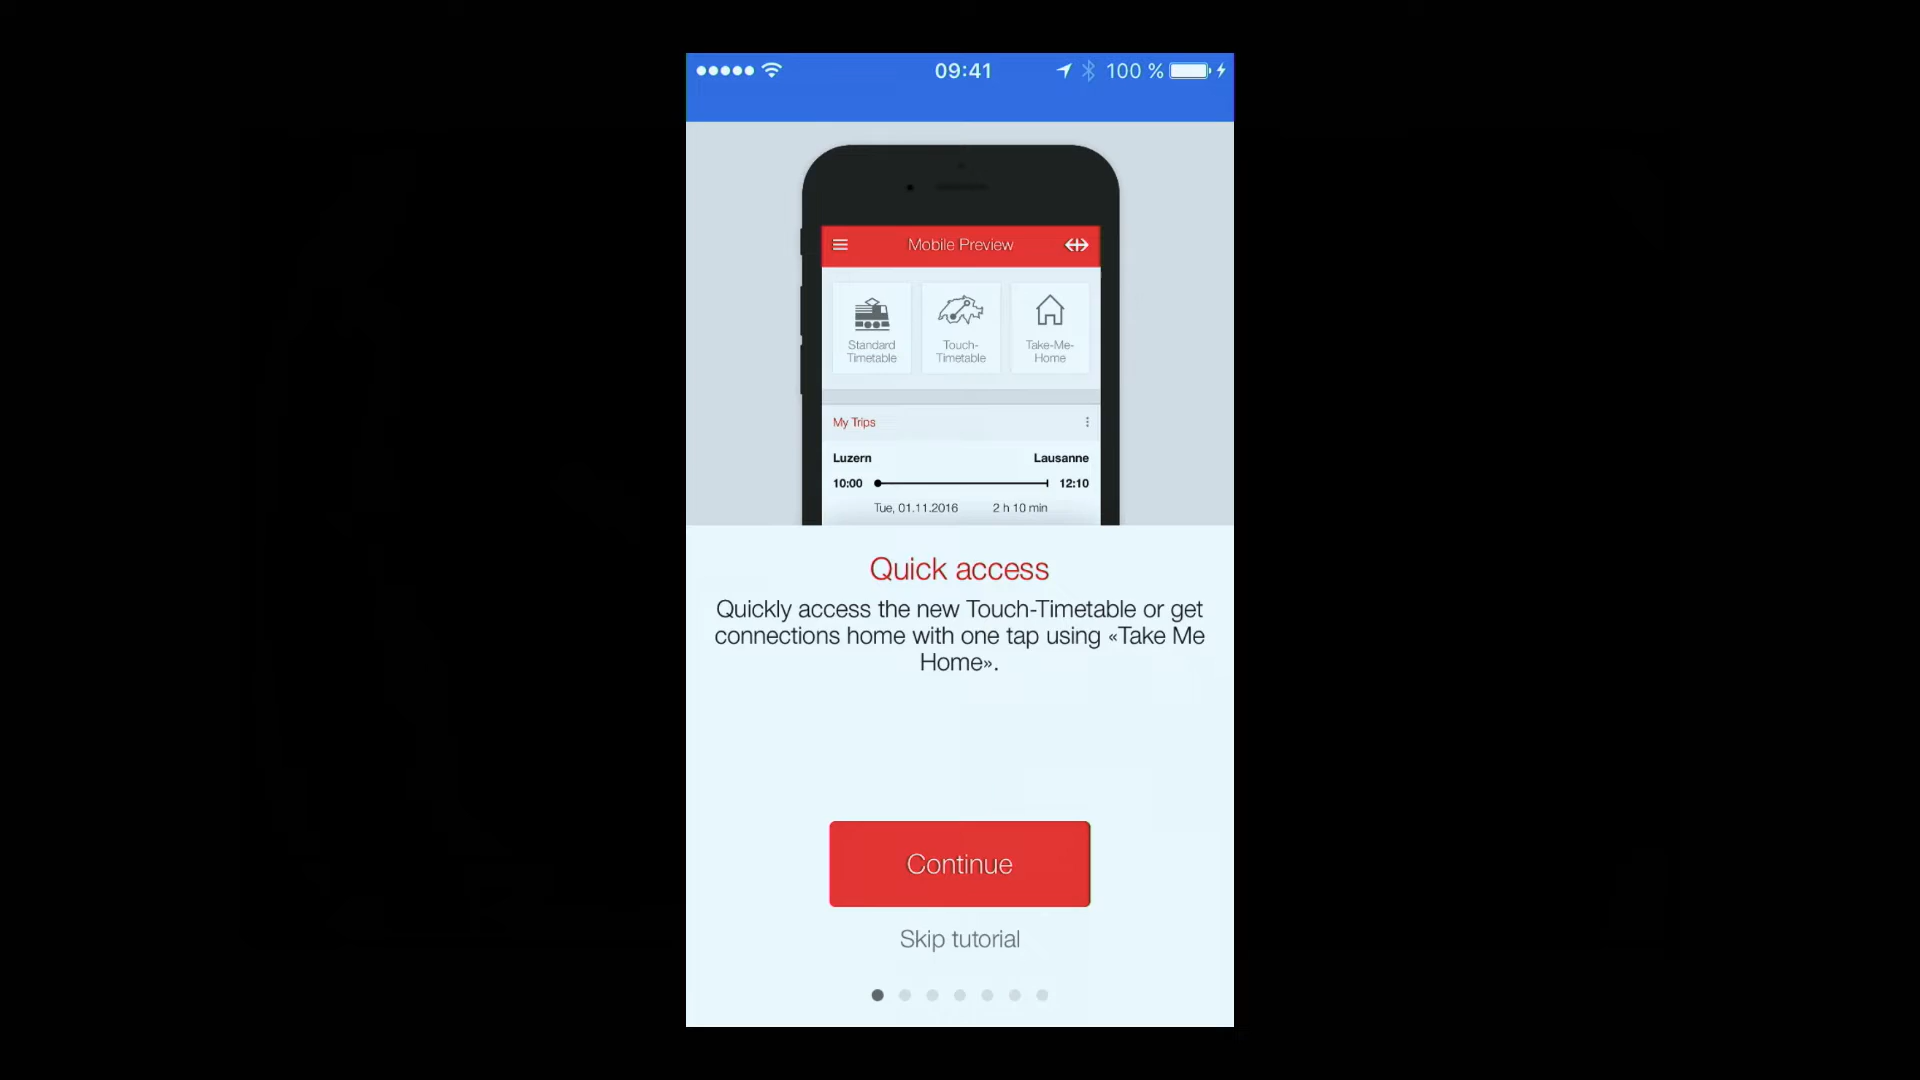 09:41
100 %
Mobile Preview
Standard
Timetable
Touch-
Timetable
Take-Me-
Home
My Trips
Luzern
Lausanne
10:00
12:10
Tue, 01.11.2016
2 h 10 min
Quick access
Quickly access the new Touch-Timetable or get
connections home with one tap using «Take Me
Home».
Continue
Skip tutorial